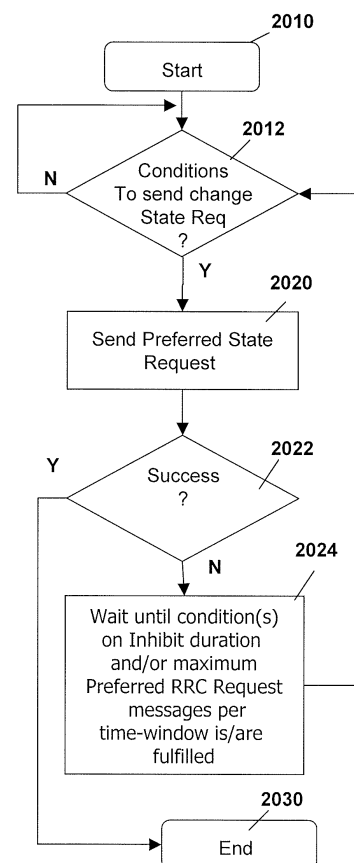 2010
Start
2012
Conditions
To send change
State Req
?
N
Y
2020
Send Preferred State
Request
2022
Success
?
Y
N
2024
Wait until condition(s)
on Inhibit duration
and/or maximum
Preferred RRC Request
messages per
time-window is/are
fulfilled
2030
End